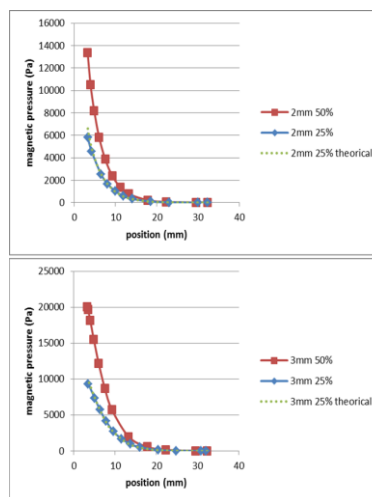 magnetic pressure (Pa)
16000
14000
12000
10000
8000
6000
4000
2000
0
0 10 20 30 40
position (mm)
2mm 50%
2mm 25%
2mm 25% theorical
magnetic pressure (Pa)
25000
20000
15000
10000
5000
0
0 10 20 30 40
position (mm)
3mm 50%
3mm 25%
3mm 25% theorical